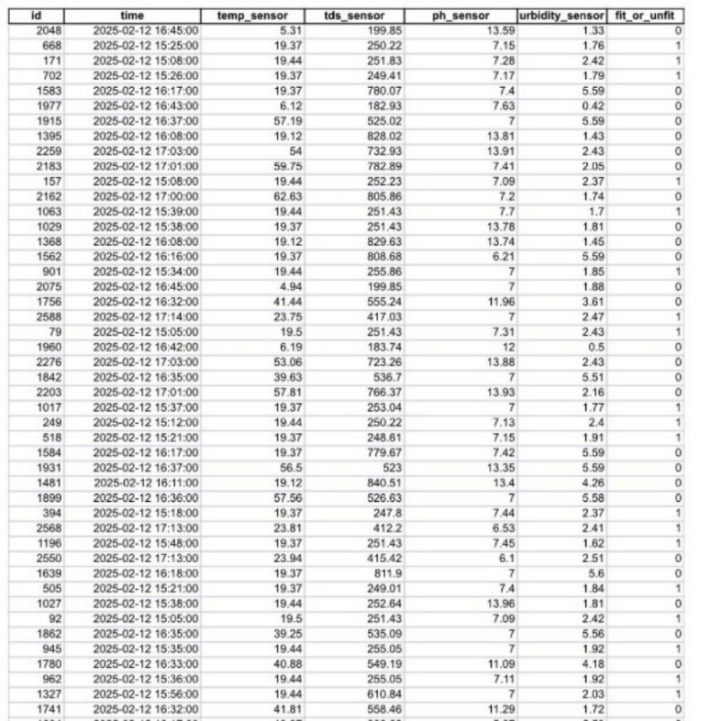 id time temp_sensor tds_sensor ph_sensor urbidity_sensor fit_or_unfit
2048 2025-02-12 16:45:00 5.31 199.85 13.59 1.33 0
668 2025-02-12 15:25:00 19.37 250.22 7.15 1.76 1
171 2025-02-12 15:08:00 19.44 251.83 7.28 2.42 1
702 2025-02-12 15:26:00 19.37 249.41 7.17 1.79 1
1583 2025-02-12 16:17:00 19.37 780.07 7.4 5.59 0
1977 2025-02-12 16:43:00 6.12 182.93 7.63 0.42 0
1915 2025-02-12 16:37:00 57.19 525.02 7 5.59 0
1395 2025-02-12 16:08:00 19.12 828.02 13.81 1.43 0
2259 2025-02-12 17:03:00 54 732.93 13.91 2.43 0
2183 2025-02-12 17:01:00 59.75 782.89 7.41 2.05 0
157 2025-02-12 15:08:00 19.44 252.23 7.09 2.37 1
2162 2025-02-12 17:00:00 62.63 805.86 7.2 1.74 0
1063 2025-02-12 15:39:00 19.44 251.43 7.7 1.7 1
1029 2025-02-12 15:38:00 19.37 251.43 13.78 1.81 0
1368 2025-02-12 16:08:00 19.12 829.63 13.74 1.45 0
1562 2025-02-12 16:16:00 19.37 808.68 6.21 5.59 0
901 2025-02-12 15:34:00 19.44 255.86 7 1.85 1
2075 2025-02-12 16:45:00 4.94 199.85 7 1.88 0
1756 2025-02-12 16:32:00 41.44 555.24 11.96 3.61 0
2588 2025-02-12 17:14:00 23.75 417.03 7 2.47 1
79 2025-02-12 15:05:00 19.5 251.43 7.31 2.43 1
1960 2025-02-12 16:42:00 6.19 183.74 12 0.5 0
2276 2025-02-12 17:03:00 53.06 723.26 13.88 2.43 0
1842 2025-02-12 16:35:00 39.63 536.7 7 5.51 0
2203 2025-02-12 17:01:00 57.81 766.37 13.93 2.16 0
1017 2025-02-12 15:37:00 19.37 253.04 7 1.77 1
249 2025-02-12 15:12:00 19.44 250.22 7.13 2.4 1
518 2025-02-12 15:21:00 19.37 248.61 7.15 1.91 1
1584 2025-02-12 16:17:00 19.37 779.67 7.42 5.59 0
1931 2025-02-12 16:37:00 56.5 523 13.35 5.59 0
1481 2025-02-12 16:11:00 19.12 840.51 13.4 4.26 0
1899 2025-02-12 16:36:00 57.56 526.63 7 5.58 0
394 2025-02-12 15:18:00 19.37 247.8 7.44 2.37 1
2568 2025-02-12 17:13:00 23.81 412.2 6.53 2.41 1
1196 2025-02-12 15:48:00 19.37 251.43 7.45 1.62 1
2550 2025-02-12 17:13:00 23.94 415.42 6.1 2.51 0
1639 2025-02-12 16:18:00 19.37 811.9 7 5.6 0
505 2025-02-12 15:21:00 19.37 249.01 7.4 1.84 1
1027 2025-02-12 15:38:00 19.44 252.64 13.96 1.81 0
92 2025-02-12 15:05:00 19.5 251.43 7.09 2.42 1
1862 2025-02-12 16:35:00 39.25 535.09 7 5.56 0
945 2025-02-12 15:35:00 19.44 255.05 7 1.92 1
1780 2025-02-12 16:33:00 40.88 549.19 11.09 4.18 0
962 2025-02-12 15:36:00 19.44 255.05 7.11 1.92 1
1327 2025-02-12 15:56:00 19.44 610.84 7 2.03 1
1741 2025-02-12 16:32:00 41.81 558.46 11.29 1.72 0